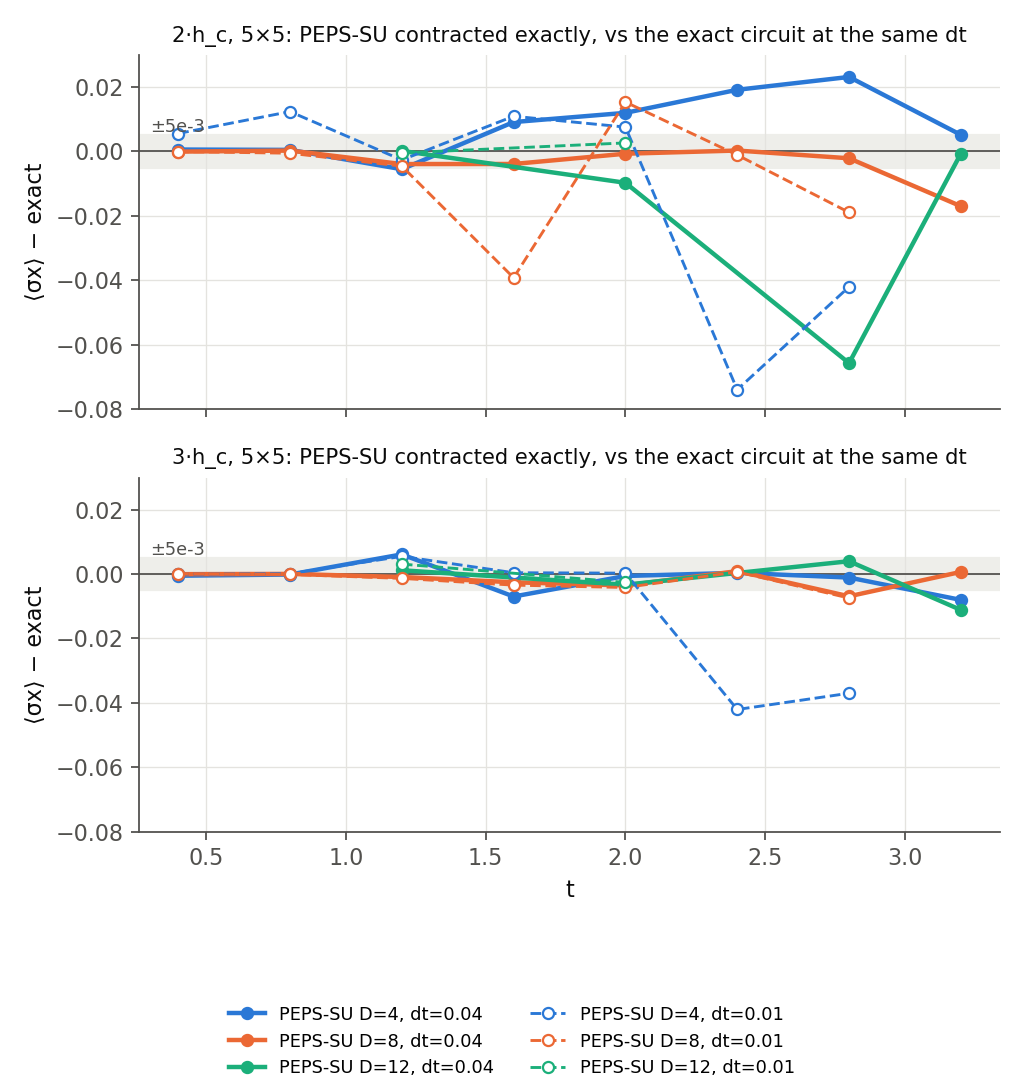 2·h_c, 5×5: PEPS-SU contracted exactly, vs the exact circuit at the same dt
0.02
±5e-3
0.00
−0.02
−0.04
−0.06
−0.08
⟨σx⟩ − exact
3·h_c, 5×5: PEPS-SU contracted exactly, vs the exact circuit at the same dt
0.02
±5e-3
0.00
−0.02
−0.04
−0.06
−0.08
⟨σx⟩ − exact
0.5 1.0 1.5 2.0 2.5 3.0
t
PEPS-SU D=4, dt=0.04 PEPS-SU D=4, dt=0.01
PEPS-SU D=8, dt=0.04 PEPS-SU D=8, dt=0.01
PEPS-SU D=12, dt=0.04 PEPS-SU D=12, dt=0.01